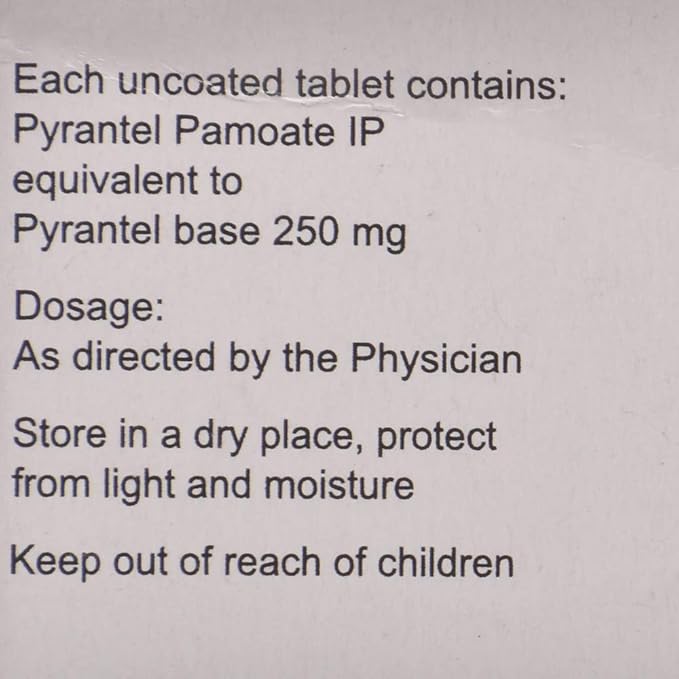 Each uncoated tablet contains:
Pyrantel Pamoate IP
equivalent to
Pyrantel base 250 mg
Dosage:
As directed by the Physician
Store in a dry place, protect
from light and moisture
Keep out of reach of children